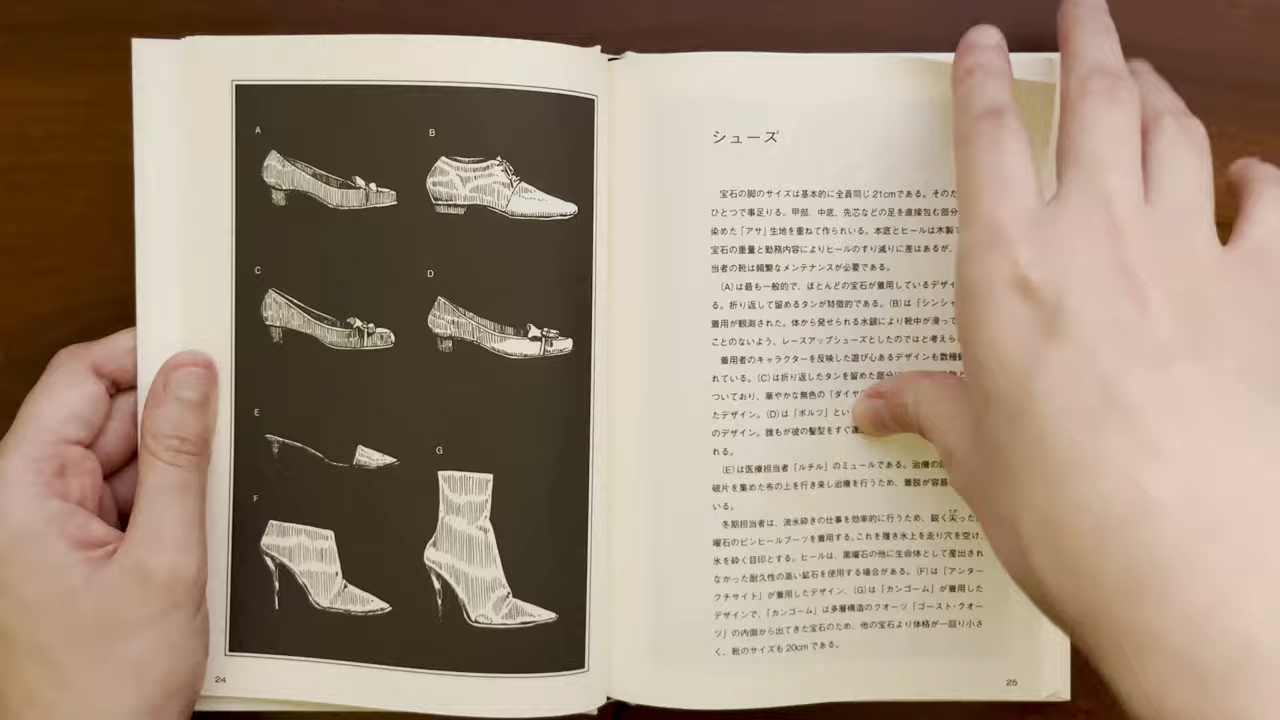 A
B
C
D
E
F
G
24
シューズ
宝石の脚のサイズは基本的に全員同じ21cmである。そのた
ひとつで事足りる。甲部、中底、先芯などの足を直接包む部分
染めた「アサ」生地を重ねて作られいる。本底とヒールは木製で
宝石の重量と勤務内容によりヒールのすり減りに差はあるが、
当者の靴は頻繁なメンテナンスが必要である。
(A)は最も一般的で、ほとんどの宝石が着用しているデザイ
る。折り返して留めるタンが特徴的である。(B)は「シンシャ
着用が観測された。体から発せられる水銀により靴中が滑って
ことのないよう、レースアップシューズとしたのではと考えら
着用者のキャラクターを反映した遊び心あるデザインも数種
れている。(C)は折り返したタンを留めた部分
ついており、華やかな無色の「ダイヤ
たデザイン。(D)は「ボルツ」とい
のデザイン。誰もが彼の髪型をすぐ連
れる。
(E)は医療担当者「ルチル」のミュールである。治療の
破片を集めた布の上を行き来し治療を行うため、着脱が容易
いる。
冬期担当者は、流氷砕きの仕事を効率的に行うため、鋭く尖った
曜石のピンヒールブーツを着用する。これを履き氷上を走り穴を空け、
氷を砕く目印とする。ヒールは、黒曜石の他に生命体として産出され
なかった耐久性の高い鉱石を使用する場合がある。(F)は「アンター
クチサイト」が着用したデザイン、(G)は「カンゴーム」が着用した
デザインで、「カンゴーム」は多層構造のクオーツ「ゴースト・クオー
ツ」の内側から出てきた宝石のため、他の宝石より体格が一回り小さ
く、靴のサイズも20cmである。
25